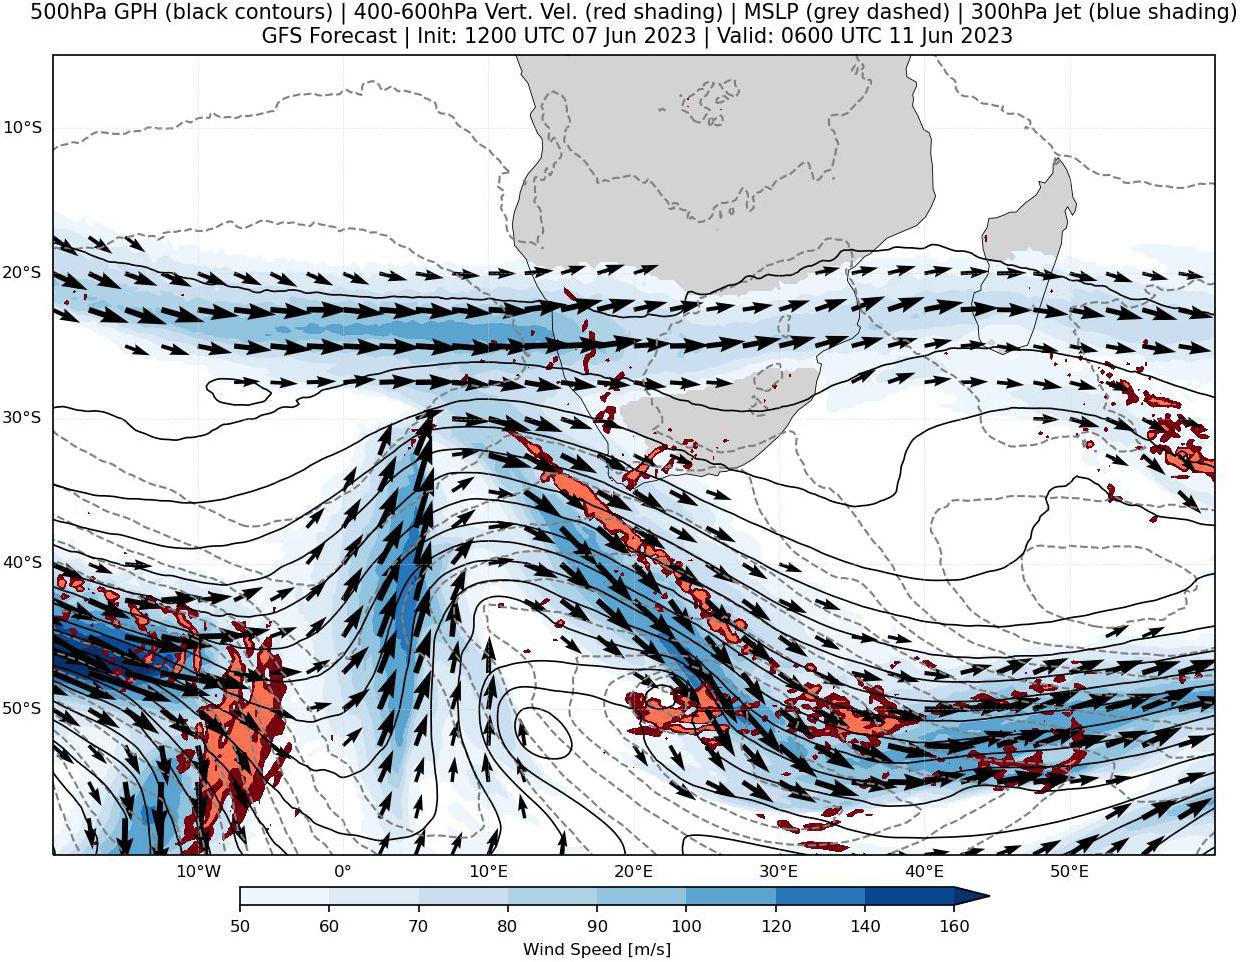 500hPa GPH (black contours) | 400-600hPa Vert. Vel. (red shading) | MSLP (grey dashed) | 300hPa Jet (blue shading)
GFS Forecast | Init: 1200 UTC 07 Jun 2023 | Valid: 0600 UTC 11 Jun 2023
10°S
20°S
30°S
40°S
50°S
10°W 0° 10°E 20°E 30°E 40°E 50°E
50 60 70 80 90 100 120 140 160
Wind Speed [m/s]